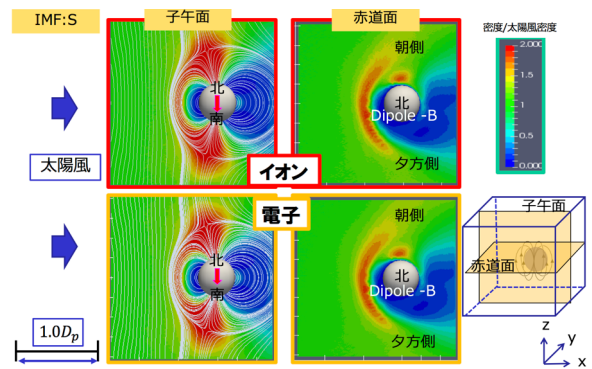 IMF:S
子午面
赤道面
密度/太陽風密度
北
南
朝側
北
Dipole -B
夕方側
2.000
1.5
1
0.5
0.000
太陽風
イオン
電子
北
南
朝側
北
Dipole -B
夕方側
子午面
赤道面
1.0Dp
z
y
x